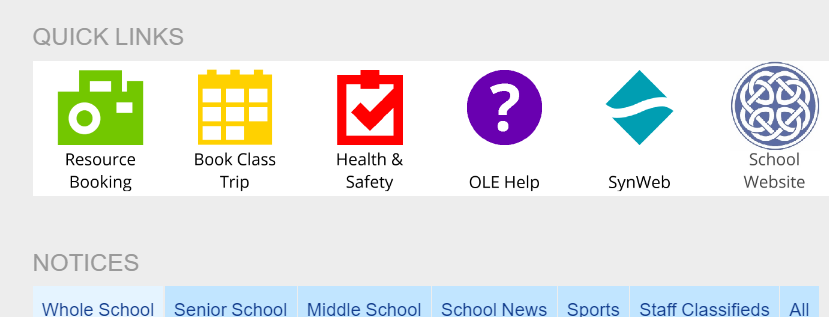 QUICK LINKS
Resource
Booking
Book Class
Trip
Health &
Safety
?
OLE Help
SynWeb
School
Website
NOTICES
Whole School
Senior School
Middle School
School News
Sports
Staff Classifieds
All